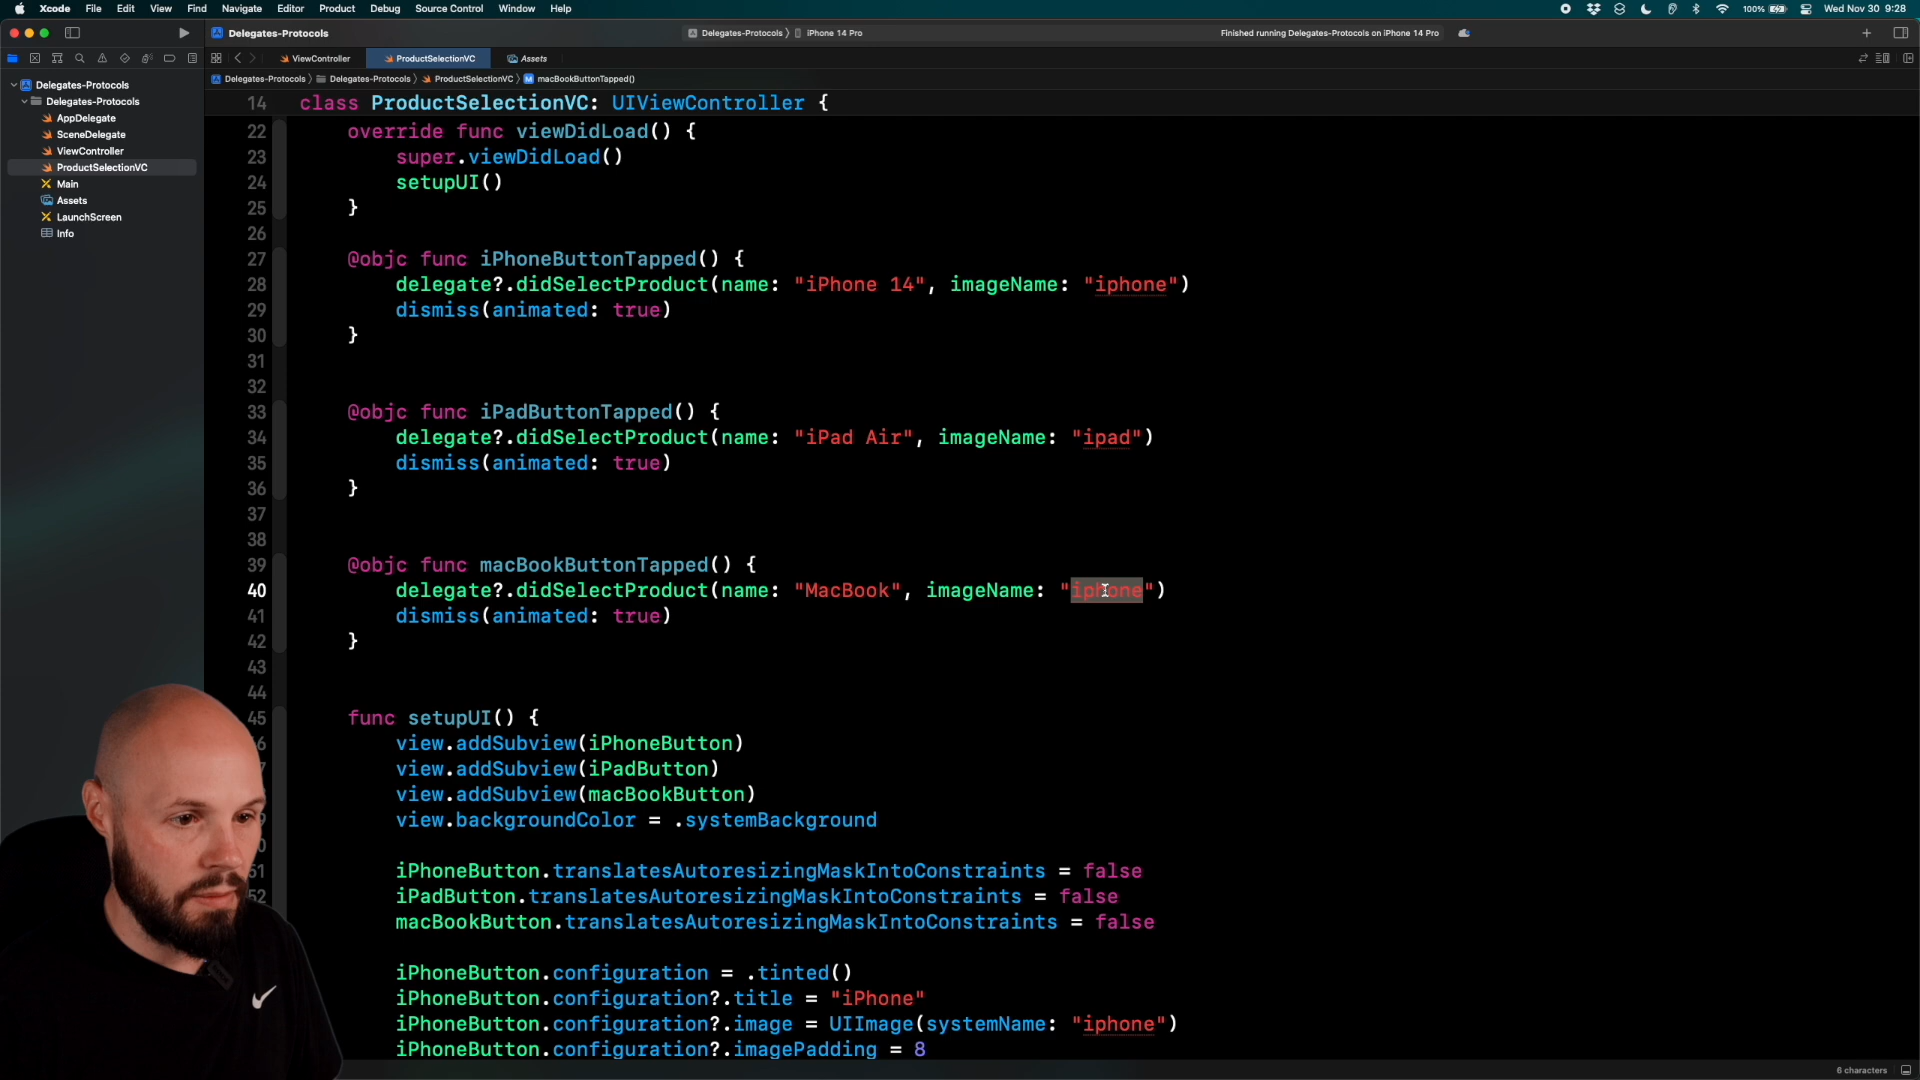 Xcode File Edit View Find Navigate Editor Product Debug Source Control Window Help
100% Wed Nov 30 9:28
Delegates-Protocols
Delegates-Protocols iPhone 14 Pro
Finished running Delegates-Protocols on iPhone 14 Pro
ViewController
ProductSelectionVC
Assets
Delegates-Protocols Delegates-Protocols ProductSelectionVC M macBookButtonTapped()
Delegates-Protocols
Delegates-Protocols
AppDelegate
SceneDelegate
ViewController
ProductSelectionVC
Main
Assets
LaunchScreen
Info
14 class ProductSelectionVC: UIViewController {
22 override func viewDidLoad() {
23 super.viewDidLoad()
24 setupUI()
25 }
26
27 @objc func iPhoneButtonTapped() {
28 delegate?.didSelectProduct(name: "iPhone 14", imageName: "iphone")
29 dismiss(animated: true)
30 }
31
32
33 @objc func iPadButtonTapped() {
34 delegate?.didSelectProduct(name: "iPad Air", imageName: "ipad")
35 dismiss(animated: true)
36 }
37
38
39 @objc func macBookButtonTapped() {
40 delegate?.didSelectProduct(name: "MacBook", imageName: "iphone")
41 dismiss(animated: true)
42 }
43
44
45 func setupUI() {
view.addSubview(iPhoneButton)
view.addSubview(iPadButton)
view.addSubview(macBookButton)
view.backgroundColor = .systemBackground
51 iPhoneButton.translatesAutoresizingMaskIntoConstraints = false
52 iPadButton.translatesAutoresizingMaskIntoConstraints = false
macBookButton.translatesAutoresizingMaskIntoConstraints = false
iPhoneButton.configuration = .tinted()
iPhoneButton.configuration?.title = "iPhone"
iPhoneButton.configuration?.image = UIImage(systemName: "iphone")
iPhoneButton.configuration?.imagePadding = 8
6 characters